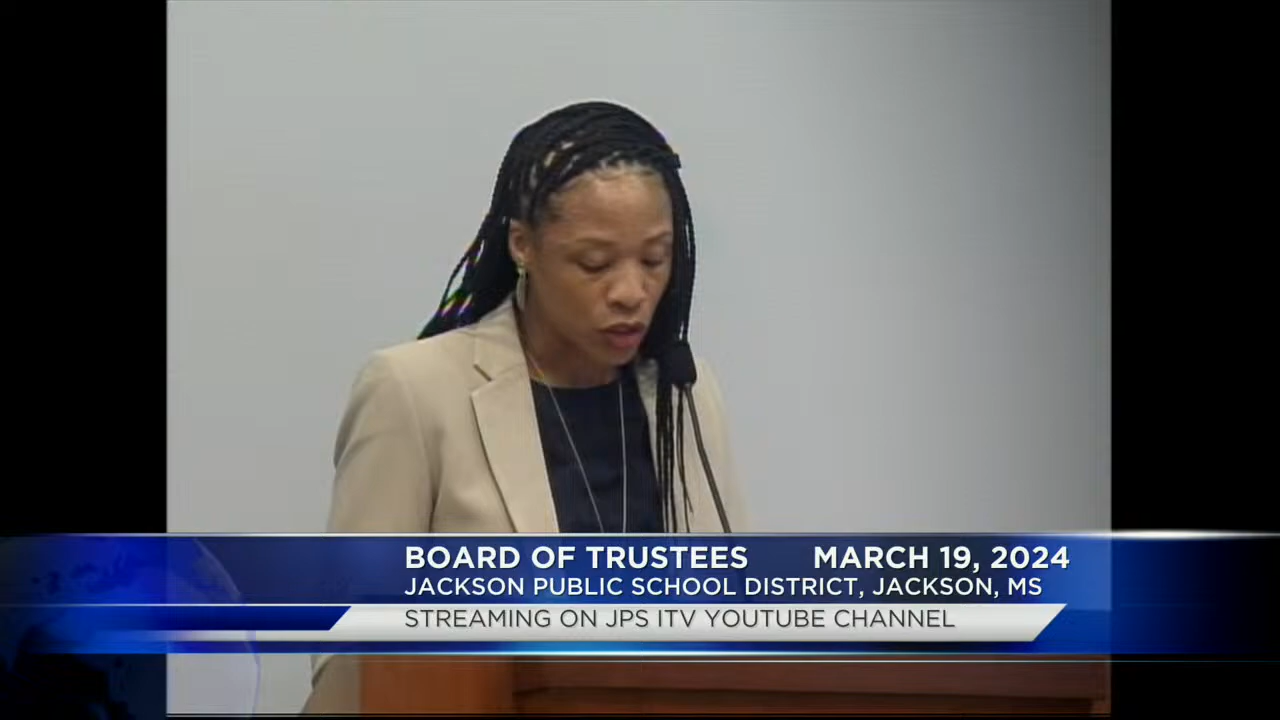 BOARD OF TRUSTEES MARCH 19, 2024
JACKSON PUBLIC SCHOOL DISTRICT, JACKSON, MS
STREAMING ON JPS ITV YOUTUBE CHANNEL